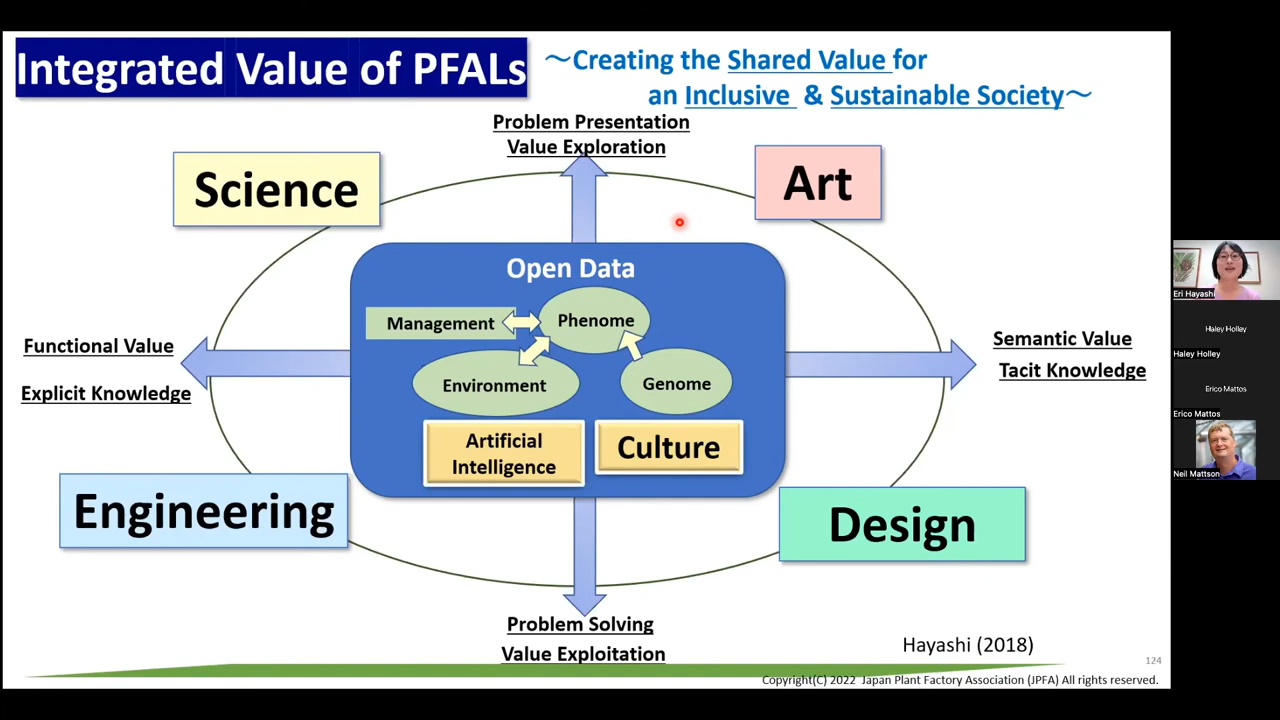 Integrated Value of PFALs
～Creating the Shared Value for
an Inclusive & Sustainable Society～
Problem Presentation
Value Exploration
Science
Art
Open Data
Management
Phenome
Environment
Genome
Artificial
Intelligence
Culture
Functional Value
Explicit Knowledge
Semantic Value
Tacit Knowledge
Engineering
Design
Problem Solving
Value Exploitation
Hayashi (2018)
124
Copyright(C) 2022 Japan Plant Factory Association (JPFA) All rights reserved.
Eri Hayashi
Haley Holley
Haley Holley
Erico Mattos
Erico Mattos
Neil Mattson